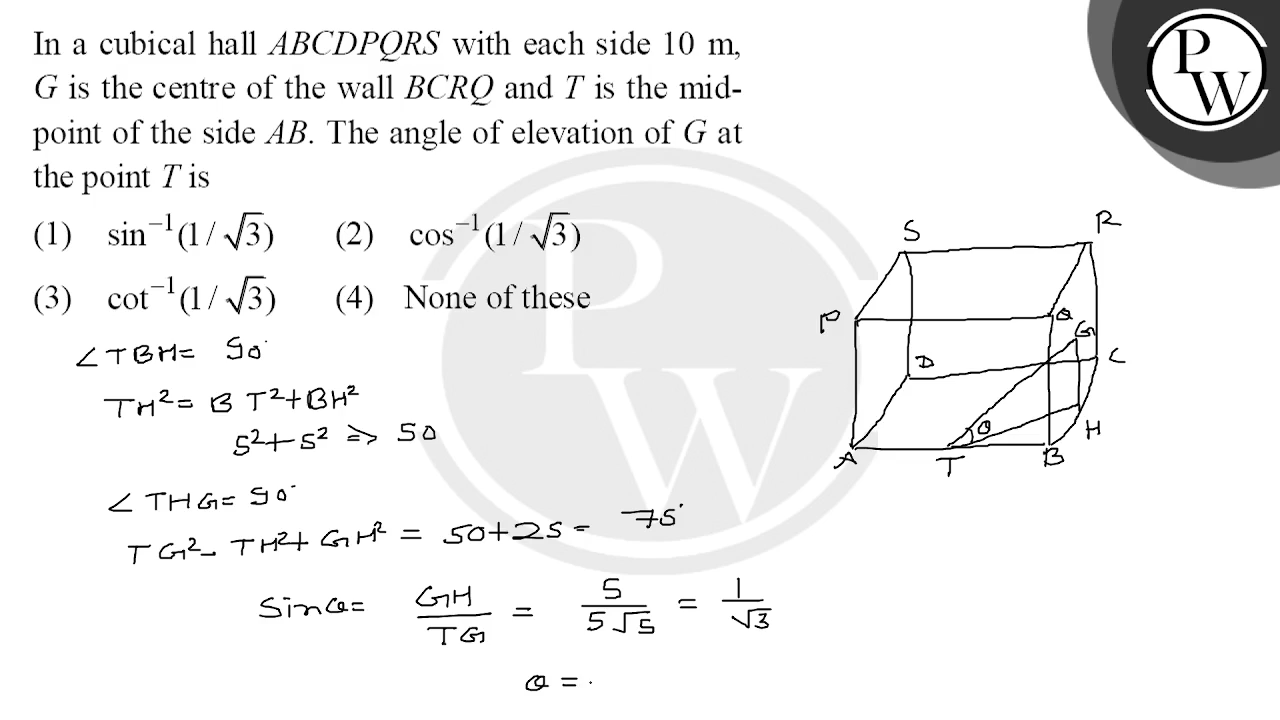 In a cubical hall ABCDPQRS with each side 10 m,
G is the centre of the wall BCRQ and T is the mid-
point of the side AB. The angle of elevation of G at
the point T is
(1) sin⁻¹(1/√3) (2) cos⁻¹(1/√3)
(3) cot⁻¹(1/√3) (4) None of these
∠TBH= 90°
TH²= BT²+BH²
5²+5² => 50
∠THG= 90°
TG²= TH²+GH² = 50+25 = 75
sinθ= GH/TG = 5/5√5 = 1/√3
θ = .
S
R
P
Q
G
D
C
θ
H
A
T
B
P
W
PW